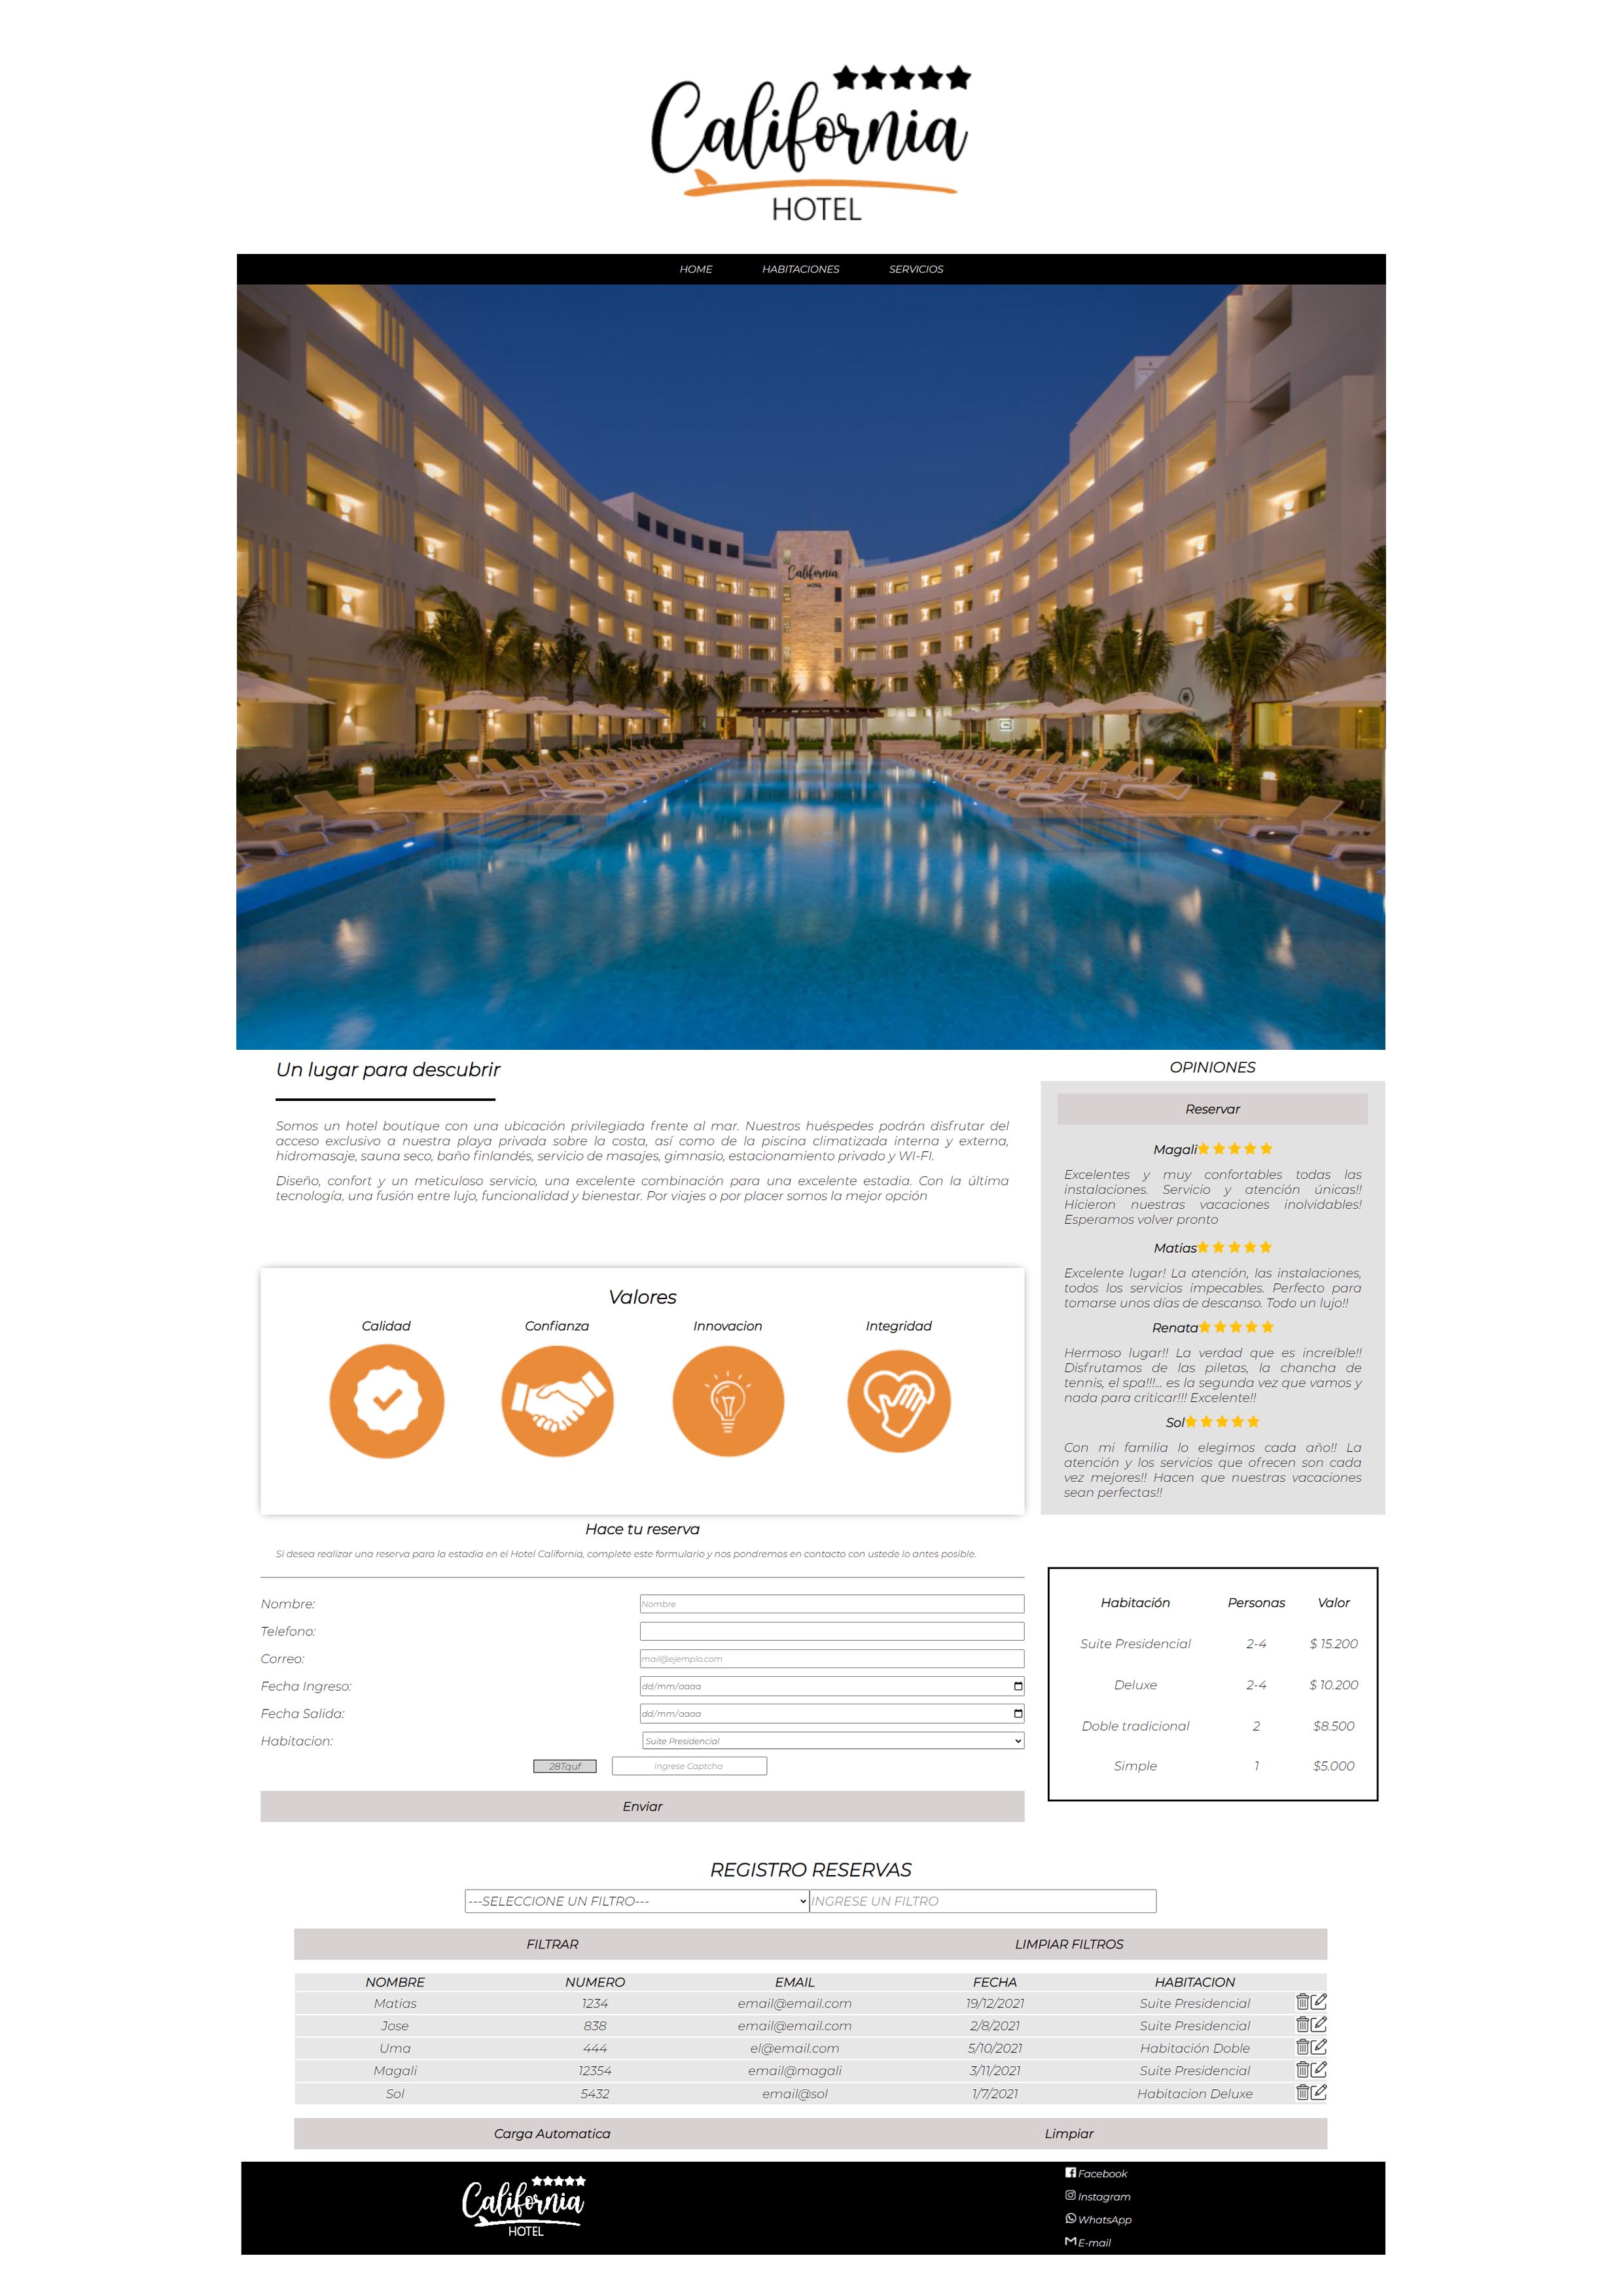 California
HOTEL
HOME HABITACIONES SERVICIOS
California
HOTEL
Un lugar para descubrir
Somos un hotel boutique con una ubicación privilegiada frente al mar. Nuestros huéspedes podrán disfrutar del
acceso exclusivo a nuestra playa privada sobre la costa, así como de la piscina climatizada interna y externa,
hidromasaje, sauna seco, baño finlandés, servicio de masajes, gimnasio, estacionamiento privado y WI-FI.
Diseño, confort y un meticuloso servicio, una excelente combinación para una excelente estadia. Con la última
tecnología, una fusión entre lujo, funcionalidad y bienestar. Por viajes o por placer somos la mejor opción
OPINIONES
Reservar
Magali
Excelentes y muy confortables todas las
instalaciones. Servicio y atención únicas!!
Hicieron nuestras vacaciones inolvidables!
Esperamos volver pronto
Matias
Excelente lugar! La atención, las instalaciones,
todos los servicios impecables. Perfecto para
tomarse unos días de descanso. Todo un lujo!!
Renata
Hermoso lugar!! La verdad que es increíble!!
Disfrutamos de las piletas, la chancha de
tennis, el spa!!!... es la segunda vez que vamos y
nada para criticar!!! Excelente!!
Sol
Con mi familia lo elegimos cada año!! La
atención y los servicios que ofrecen son cada
vez mejores!! Hacen que nuestras vacaciones
sean perfectas!!
Valores
Calidad Confianza Innovacion Integridad
Hace tu reserva
Si desea realizar una reserva para la estadia en el Hotel California, complete este formulario y nos pondremos en contacto con ustede lo antes posible.
Nombre: Nombre
Telefono:
Correo: mail@ejemplo.com
Fecha Ingreso: dd/mm/aaaa
Fecha Salida: dd/mm/aaaa
Habitacion: Suite Presidencial
28Tquf Ingrese Captcha
Enviar
Habitación Personas Valor
Suite Presidencial 2-4 $ 15.200
Deluxe 2-4 $ 10.200
Doble tradicional 2 $8.500
Simple 1 $5.000
REGISTRO RESERVAS
---SELECCIONE UN FILTRO--- INGRESE UN FILTRO
FILTRAR LIMPIAR FILTROS
NOMBRE NUMERO EMAIL FECHA HABITACION
Matias 1234 email@email.com 19/12/2021 Suite Presidencial
Jose 838 email@email.com 2/8/2021 Suite Presidencial
Uma 444 el@email.com 5/10/2021 Habitación Doble
Magali 12354 email@magali 3/11/2021 Suite Presidencial
Sol 5432 email@sol 1/7/2021 Habitacion Deluxe
Carga Automatica Limpiar
California
HOTEL
Facebook
Instagram
WhatsApp
E-mail